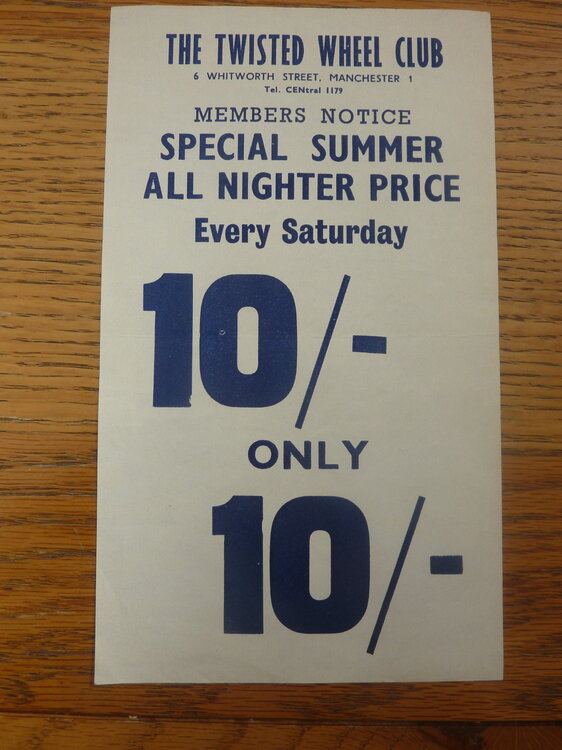 THE TWISTED WHEEL CLUB
6 WHITWORTH STREET, MANCHESTER 1
Tel. CENtral 1179
MEMBERS NOTICE
SPECIAL SUMMER
ALL NIGHTER PRICE
Every Saturday
10/-
ONLY
10/-